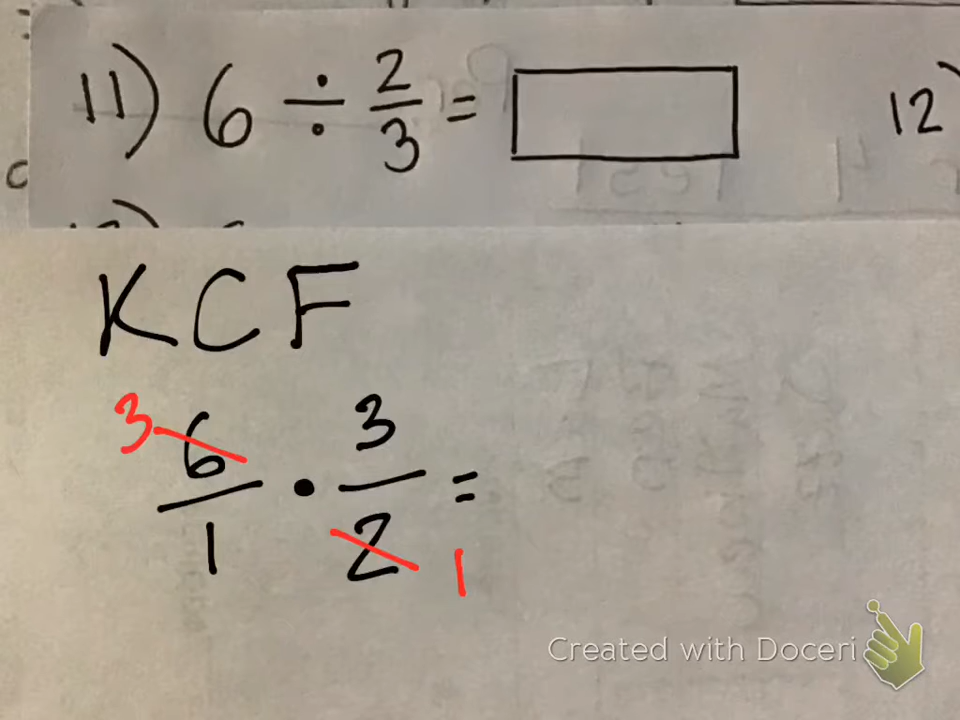 11) 6 ÷ 2/3 =
12)
KCF
3 6/1 • 3/2 1 =
Created with Doceri